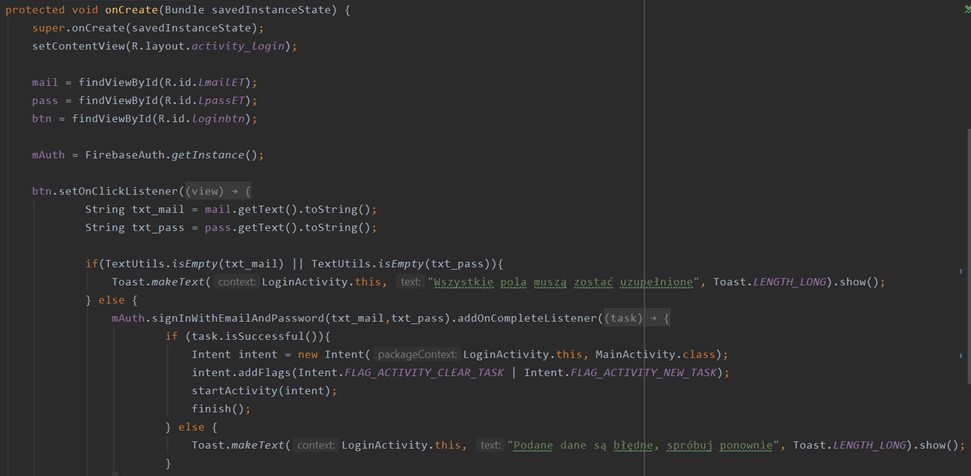 protected void onCreate(Bundle savedInstanceState) {
super.onCreate(savedInstanceState);
setContentView(R.layout.activity_login);
mail = findViewById(R.id.LmailET);
pass = findViewById(R.id.LpassET);
btn = findViewById(R.id.loginbtn);
mAuth = FirebaseAuth.getInstance();
btn.setOnClickListener((view) → {
String txt_mail = mail.getText().toString();
String txt_pass = pass.getText().toString();
if(TextUtils.isEmpty(txt_mail) || TextUtils.isEmpty(txt_pass)){
Toast.makeText( context: LoginActivity.this, text: "Wszystkie pola muszą zostać uzupełnione", Toast.LENGTH_LONG).show();
} else {
mAuth.signInWithEmailAndPassword(txt_mail,txt_pass).addOnCompleteListener((task) → {
if (task.isSuccessful()){
Intent intent = new Intent( packageContext: LoginActivity.this, MainActivity.class);
intent.addFlags(Intent.FLAG_ACTIVITY_CLEAR_TASK | Intent.FLAG_ACTIVITY_NEW_TASK);
startActivity(intent);
finish();
} else {
Toast.makeText( context: LoginActivity.this, text: "Podane dane są błędne, spróbuj ponownie", Toast.LENGTH_LONG).show();
}